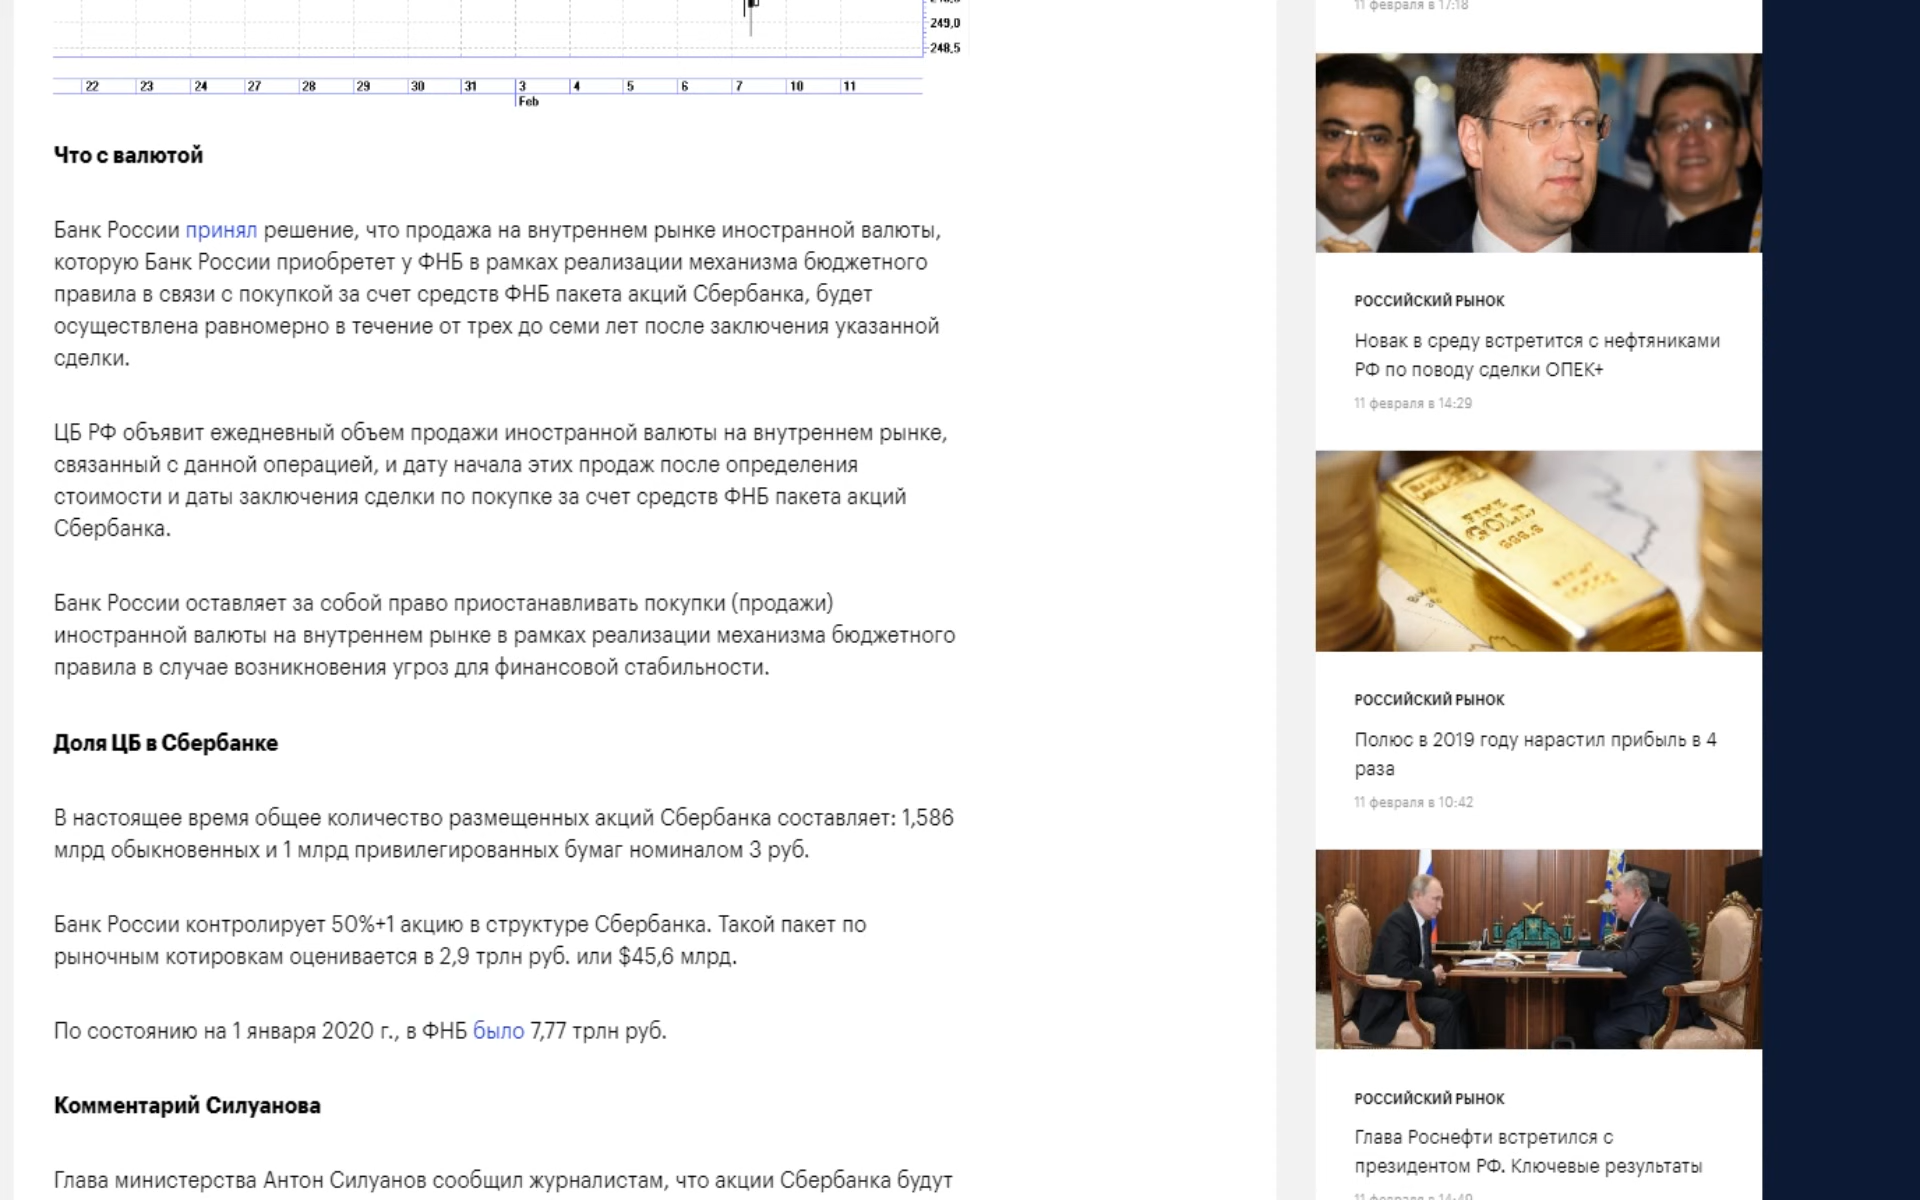 249,0
248,5
22 23 24 27 28 29 30 31 3 4 5 6 7 10 11
Feb
Что с валютой
Банк России принял решение, что продажа на внутреннем рынке иностранной валюты,
которую Банк России приобретет у ФНБ в рамках реализации механизма бюджетного
правила в связи с покупкой за счет средств ФНБ пакета акций Сбербанка, будет
осуществлена равномерно в течение от трех до семи лет после заключения указанной
сделки.
ЦБ РФ объявит ежедневный объем продажи иностранной валюты на внутреннем рынке,
связанный с данной операцией, и дату начала этих продаж после определения
стоимости и даты заключения сделки по покупке за счет средств ФНБ пакета акций
Сбербанка.
Банк России оставляет за собой право приостанавливать покупки (продажи)
иностранной валюты на внутреннем рынке в рамках реализации механизма бюджетного
правила в случае возникновения угроз для финансовой стабильности.
Доля ЦБ в Сбербанке
В настоящее время общее количество размещенных акций Сбербанка составляет: 1,586
млрд обыкновенных и 1 млрд привилегированных бумаг номиналом 3 руб.
Банк России контролирует 50%+1 акцию в структуре Сбербанка. Такой пакет по
рыночным котировкам оценивается в 2,9 трлн руб. или $45,6 млрд.
По состоянию на 1 января 2020 г., в ФНБ было 7,77 трлн руб.
Комментарий Силуанова
Глава министерства Антон Силуанов сообщил журналистам, что акции Сбербанка будут
11 февраля в 17:18
РОССИЙСКИЙ РЫНОК
Новак в среду встретится с нефтяниками
РФ по поводу сделки ОПЕК+
11 февраля в 14:29
FINE
GOLD
999.9
РОССИЙСКИЙ РЫНОК
Полюс в 2019 году нарастил прибыль в 4
раза
11 февраля в 10:42
РОССИЙСКИЙ РЫНОК
Глава Роснефти встретился с
президентом РФ. Ключевые результаты
11 февраля в 14:49